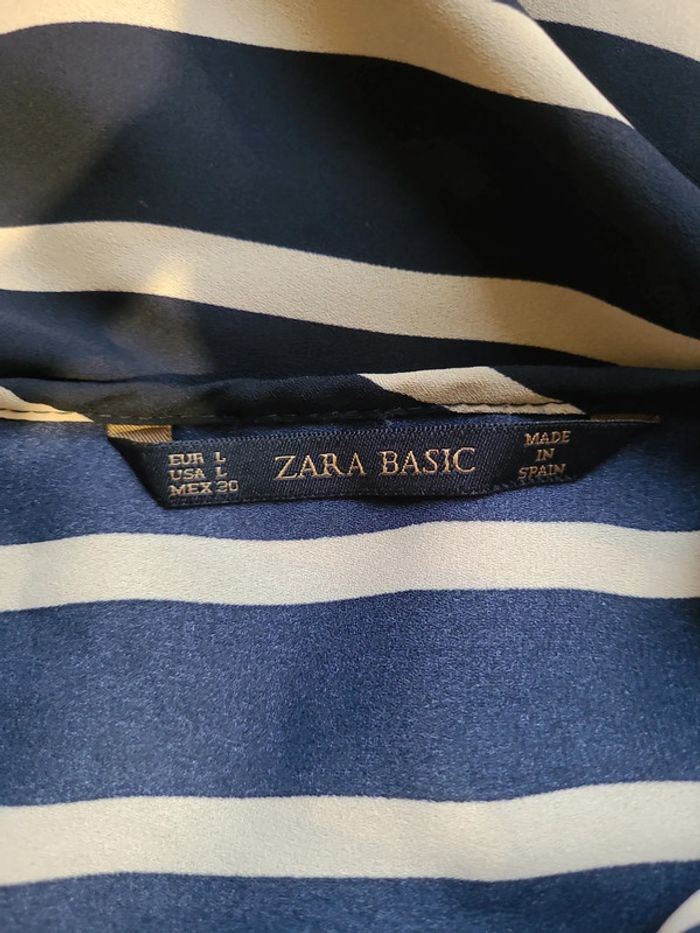 EUR L
USA L
MEX 30
ZARA BASIC
MADE
IN
SPAIN